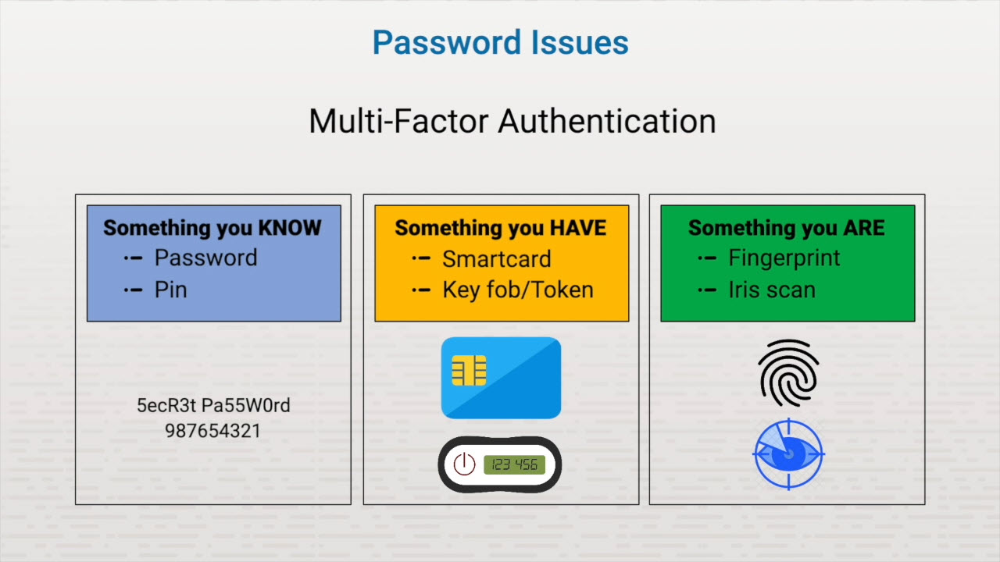 Password Issues
Multi-Factor Authentication
Something you KNOW
Password
Pin
5ecR3t Pa55W0rd
987654321
Something you HAVE
Smartcard
Key fob/Token
123 456
Something you ARE
Fingerprint
Iris scan